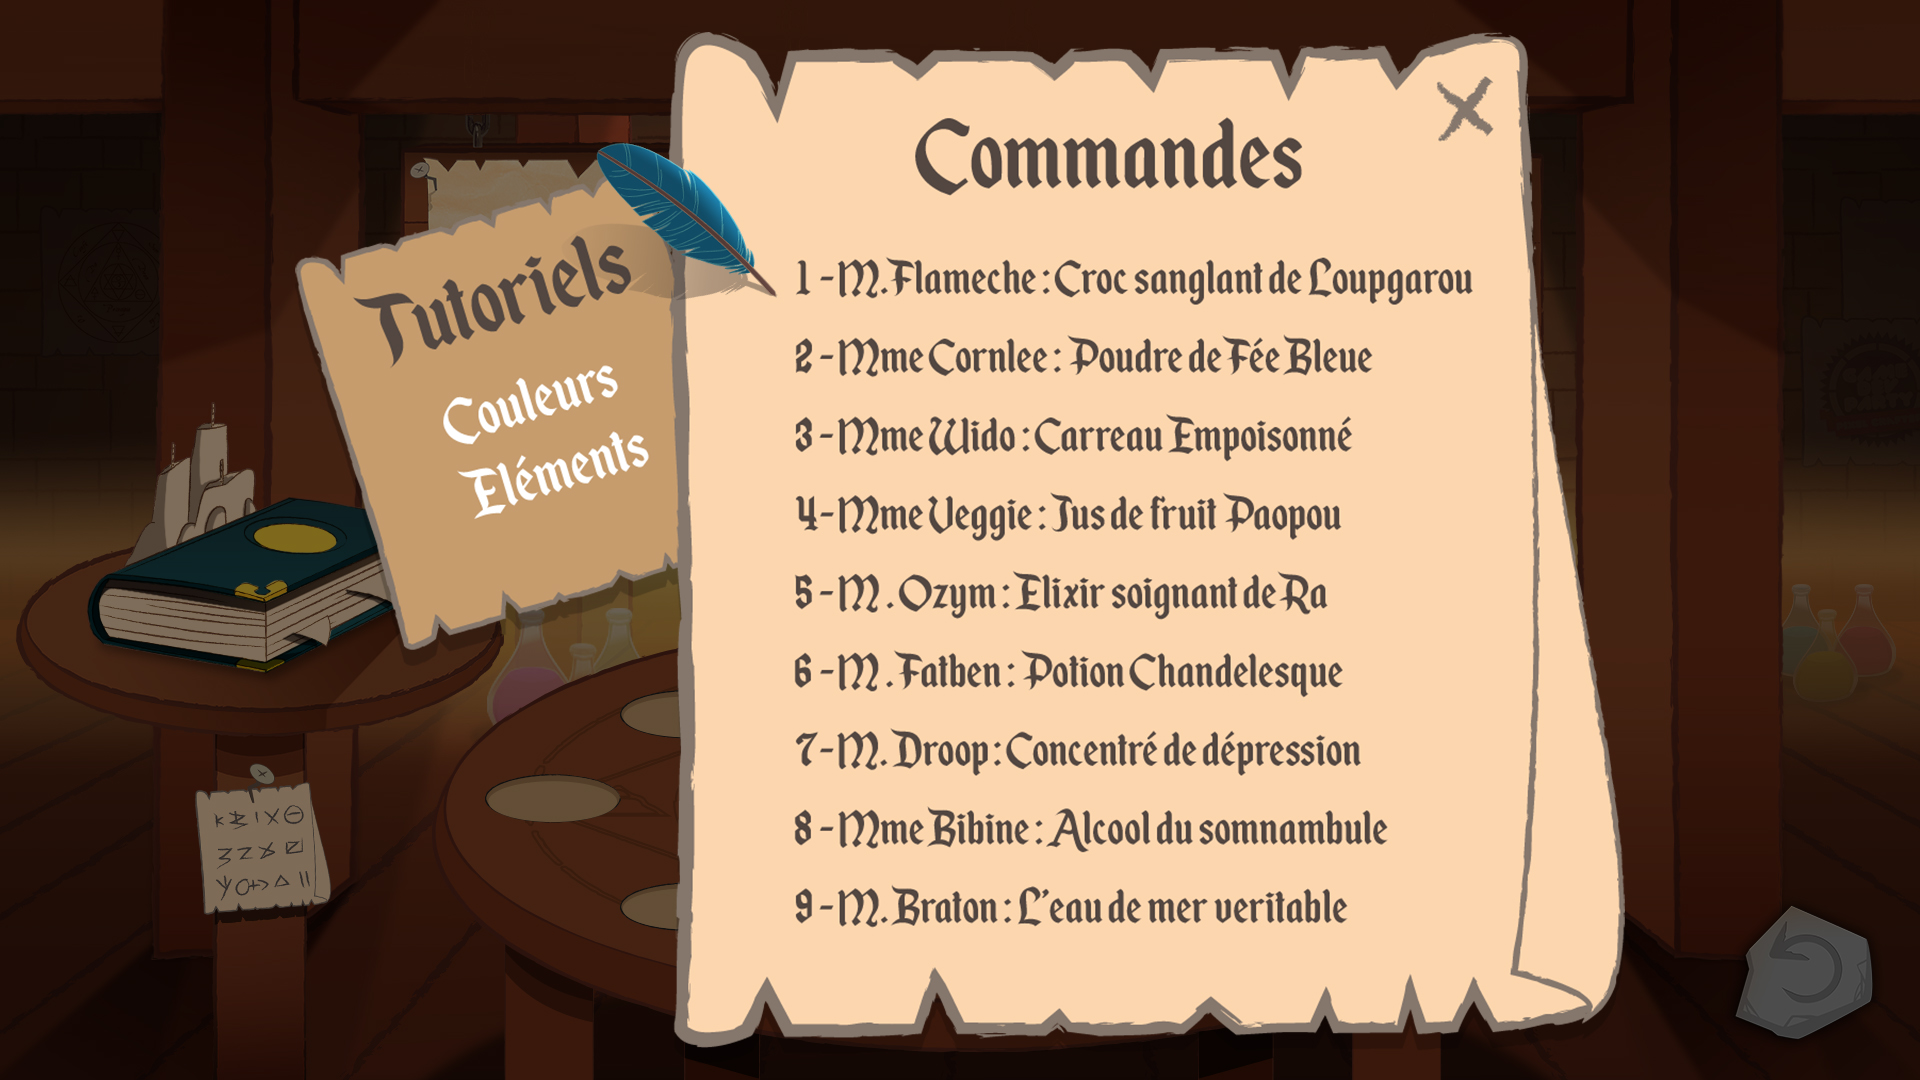 Commandes
1 - M. Flameche : Croc sanglant de Loupgarou
2 - Mme Cornlee : Poudre de Fée Bleue
3 - Mme Wido : Carreau Empoisonné
4 - Mme Veggie : Jus de fruit Paopou
5 - M. Ozym : Elixir soignant de Ra
6 - M. Fatben : Potion Chandelesque
7 - M. Droop : Concentré de dépression
8 - Mme Bibine : Alcool du somnambule
9 - M. Braton : L'eau de mer veritable
Tutoriels
Couleurs
Eléments